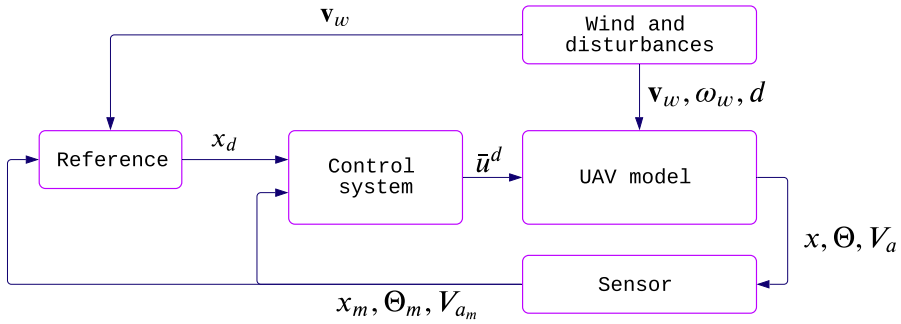 𝐯_w
Wind and
disturbances
𝐯_w, ω_w, d
Reference
x_d
Control
system
ū^d
UAV model
x, Θ, V_a
Sensor
x_m, Θ_m, V_{a_m}